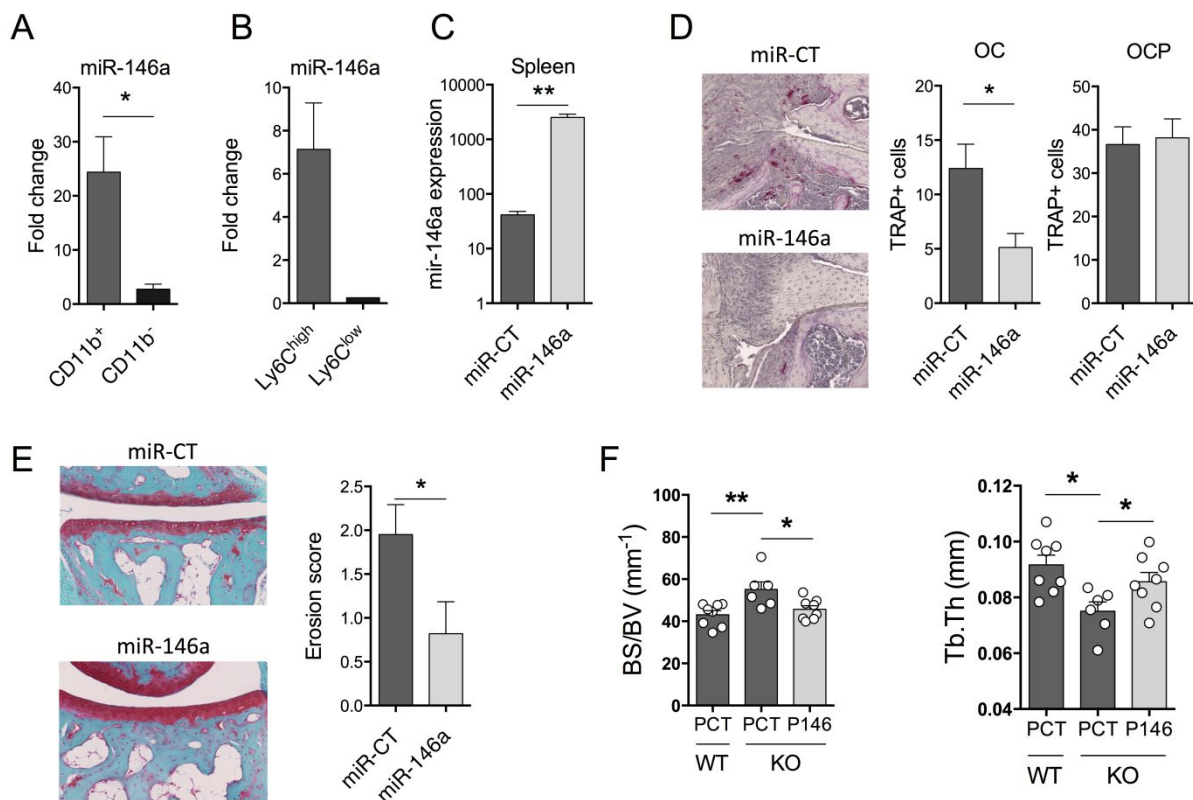 A
miR-146a
*
Fold change
40
30
20
10
0
CD11b⁺
CD11b⁻
B
miR-146a
Fold change
10
8
6
4
2
0
Ly6C^high
Ly6C^low
C
Spleen
**
mir-146a expression
10000
1000
100
10
1
miR-CT
miR-146a
D
miR-CT
miR-146a
OC
*
TRAP+ cells
20
15
10
5
0
miR-CT
miR-146a
OCP
TRAP+ cells
50
40
30
20
10
0
miR-CT
miR-146a
E
miR-CT
miR-146a
*
Erosion score
2.5
2.0
1.5
1.0
0.5
0.0
miR-CT
miR-146a
F
** 
*
BS/BV (mm⁻¹)
100
80
60
40
20
0
PCT PCT P146
WT KO
*
*
Tb.Th (mm)
0.12
0.10
0.08
0.06
0.04
PCT PCT P146
WT KO